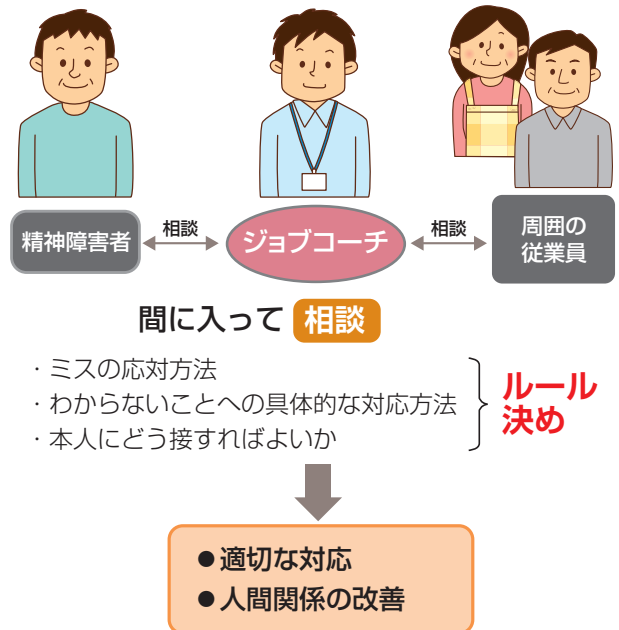 精神障害者
相談
ジョブコーチ
相談
周囲の
従業員
間に入って 相談
・ミスの応対方法
・わからないことへの具体的な対応方法
・本人にどう接すればよいか
ルール
決め
●適切な対応
●人間関係の改善